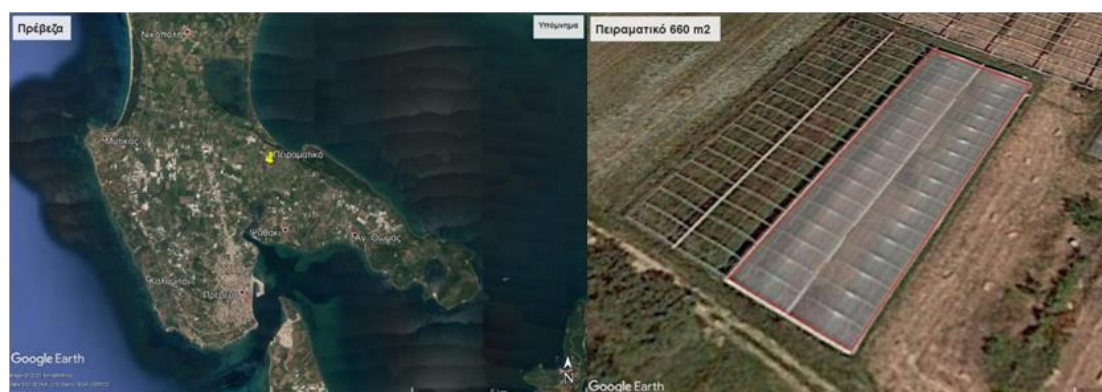 Πρέβεζα
Υπόμνημα
Νικόπολη
Μύτικας
Πειραματικό
Ψαθάκι
Αγ. Θωμάς
Πρέβεζα
Google Earth
N
Πειραματικό 660 m2
Google Earth